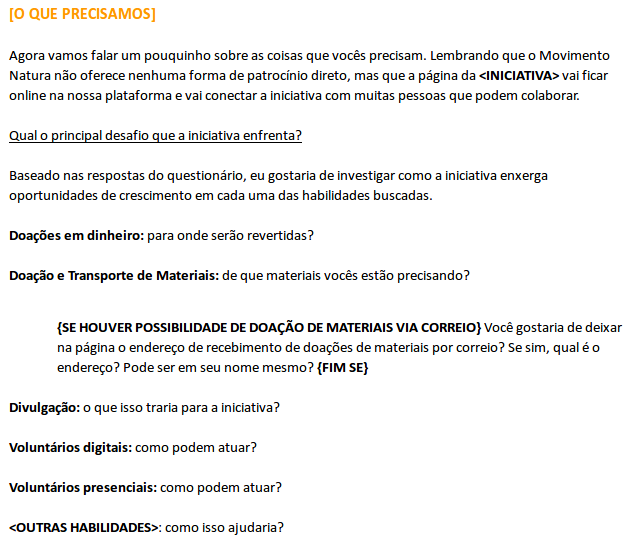 [O QUE PRECISAMOS]
Agora vamos falar um pouquinho sobre as coisas que vocês precisam. Lembrando que o Movimento
Natura não oferece nenhuma forma de patrocínio direto, mas que a página da <INICIATIVA> vai ficar
online na nossa plataforma e vai conectar a iniciativa com muitas pessoas que podem colaborar.
Qual o principal desafio que a iniciativa enfrenta?
Baseado nas respostas do questionário, eu gostaria de investigar como a iniciativa enxerga
oportunidades de crescimento em cada uma das habilidades buscadas.
Doações em dinheiro: para onde serão revertidas?
Doação e Transporte de Materiais: de que materiais vocês estão precisando?
{SE HOUVER POSSIBILIDADE DE DOAÇÃO DE MATERIAIS VIA CORREIO} Você gostaria de deixar
na página o endereço de recebimento de doações de materiais por correio? Se sim, qual é o
endereço? Pode ser em seu nome mesmo? {FIM SE}
Divulgação: o que isso traria para a iniciativa?
Voluntários digitais: como podem atuar?
Voluntários presenciais: como podem atuar?
<OUTRAS HABILIDADES>: como isso ajudaria?